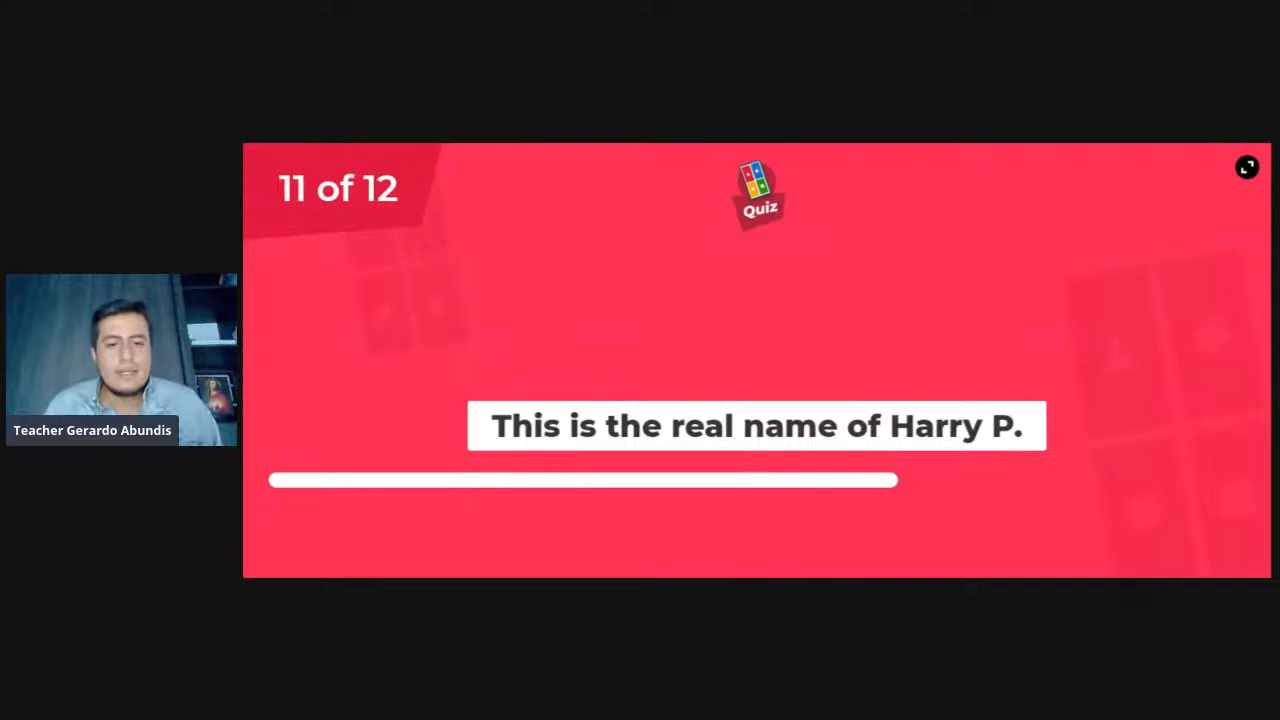 11 of 12
Quiz
This is the real name of Harry P.
Teacher Gerardo Abundis